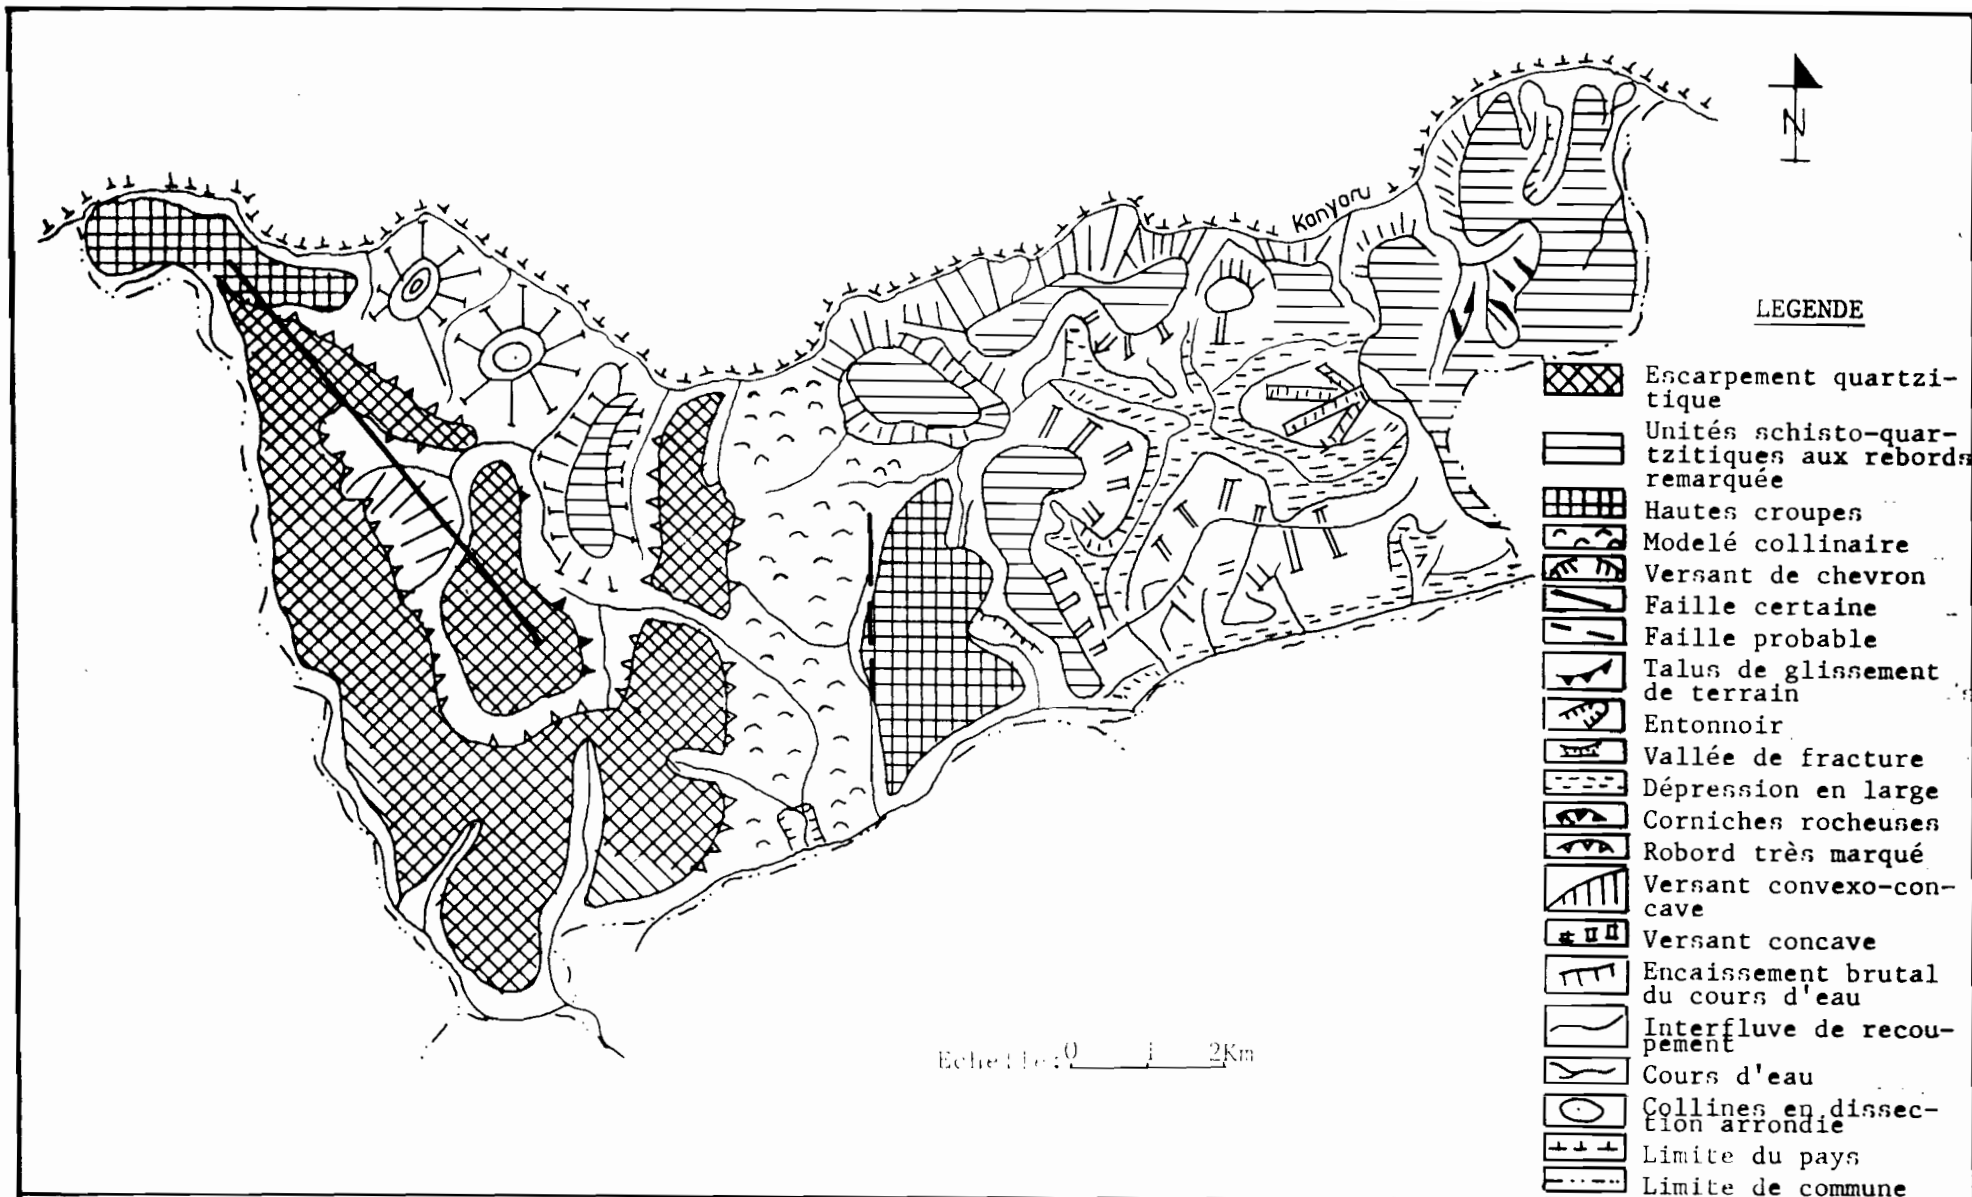 N
Kanyaru
LEGENDE
Escarpement quartzi-
tique
Unités schisto-quar-
tzitiques aux rebords
remarquée
Hautes croupes
Modelé collinaire
Versant de chevron
Faille certaine
Faille probable
Talus de glissement
de terrain
Entonnoir
Vallée de fracture
Dépression en large
Corniches rocheuses
Robord très marqué
Versant convexo-con-
cave
Versant concave
Encaissement brutal
du cours d'eau
Interfluve de recou-
pement
Cours d'eau
Collines en dissec-
tion arrondie
Limite du pays
Limite de commune
Echelle: 0 1 2Km